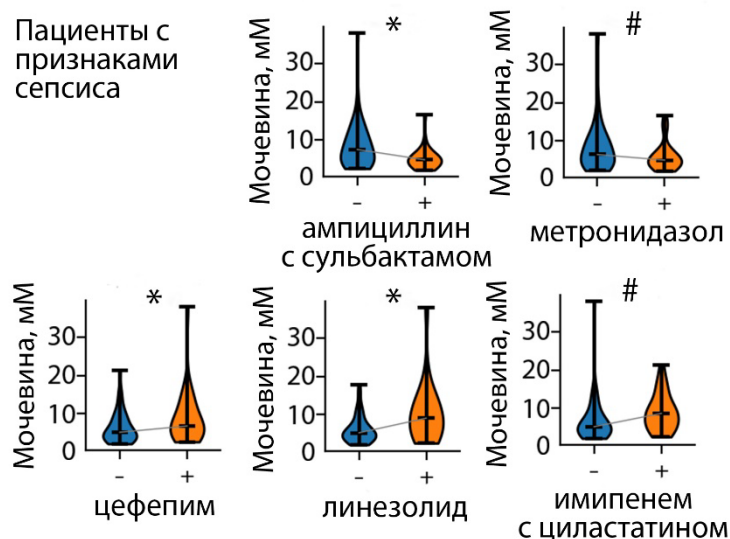 Пациенты с
признаками
сепсиса
Мочевина, мМ
30
20
10
0
*
- +
ампициллин
с сульбактамом
Мочевина, мМ
30
20
10
0
#
- +
метронидазол
Мочевина, мМ
30
20
10
0
*
- +
цефепим
Мочевина, мМ
30
20
10
0
*
- +
линезолид
Мочевина, мМ
30
20
10
0
#
- +
имипенем
с циластатином